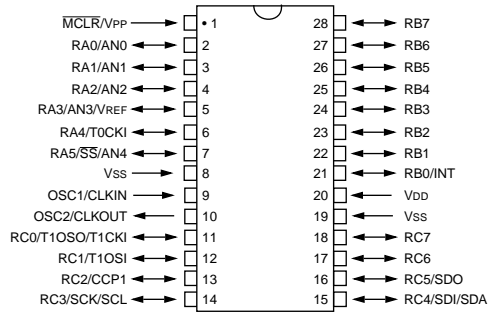 MCLR/VPP • 1 28 RB7
RA0/AN0 2 27 RB6
RA1/AN1 3 26 RB5
RA2/AN2 4 25 RB4
RA3/AN3/VREF 5 24 RB3
RA4/T0CKI 6 23 RB2
RA5/SS/AN4 7 22 RB1
VSS 8 21 RB0/INT
OSC1/CLKIN 9 20 VDD
OSC2/CLKOUT 10 19 VSS
RC0/T1OSO/T1CKI 11 18 RC7
RC1/T1OSI 12 17 RC6
RC2/CCP1 13 16 RC5/SDO
RC3/SCK/SCL 14 15 RC4/SDI/SDA